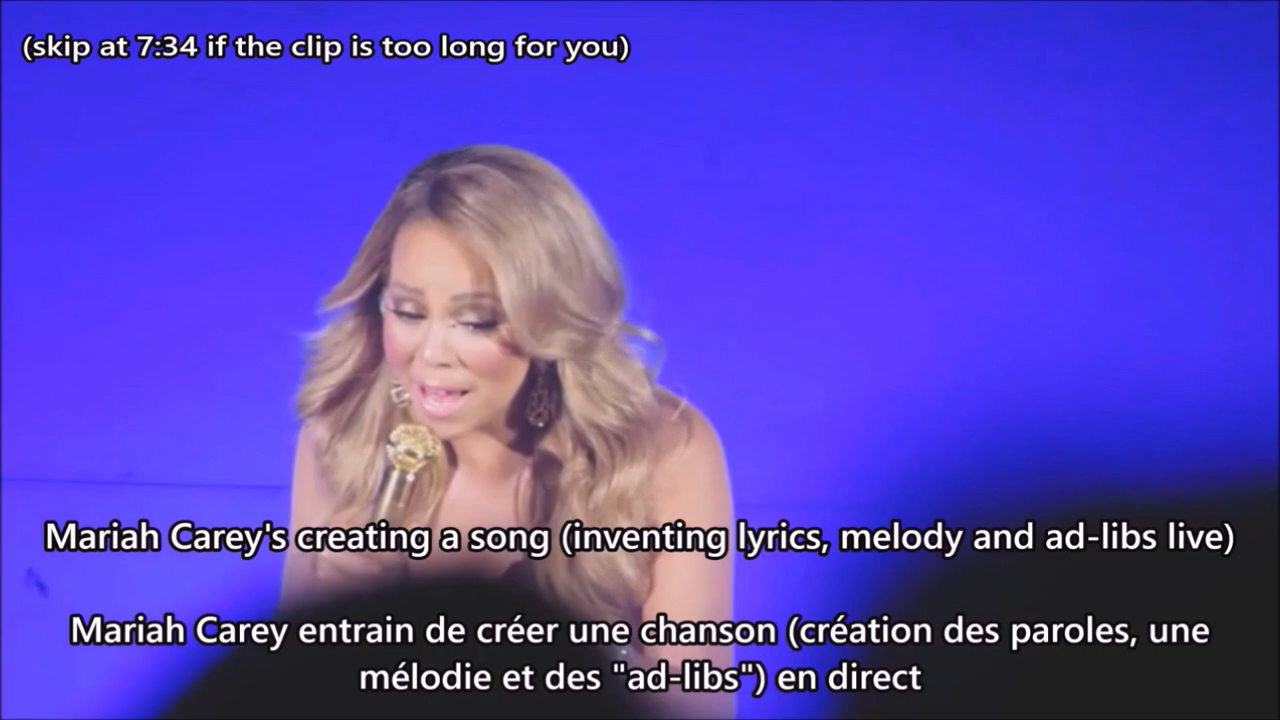 (skip at 7:34 if the clip is too long for you)
Mariah Carey's creating a song (inventing lyrics, melody and ad-libs live)
Mariah Carey entrain de créer une chanson (création des paroles, une
mélodie et des "ad-libs") en direct